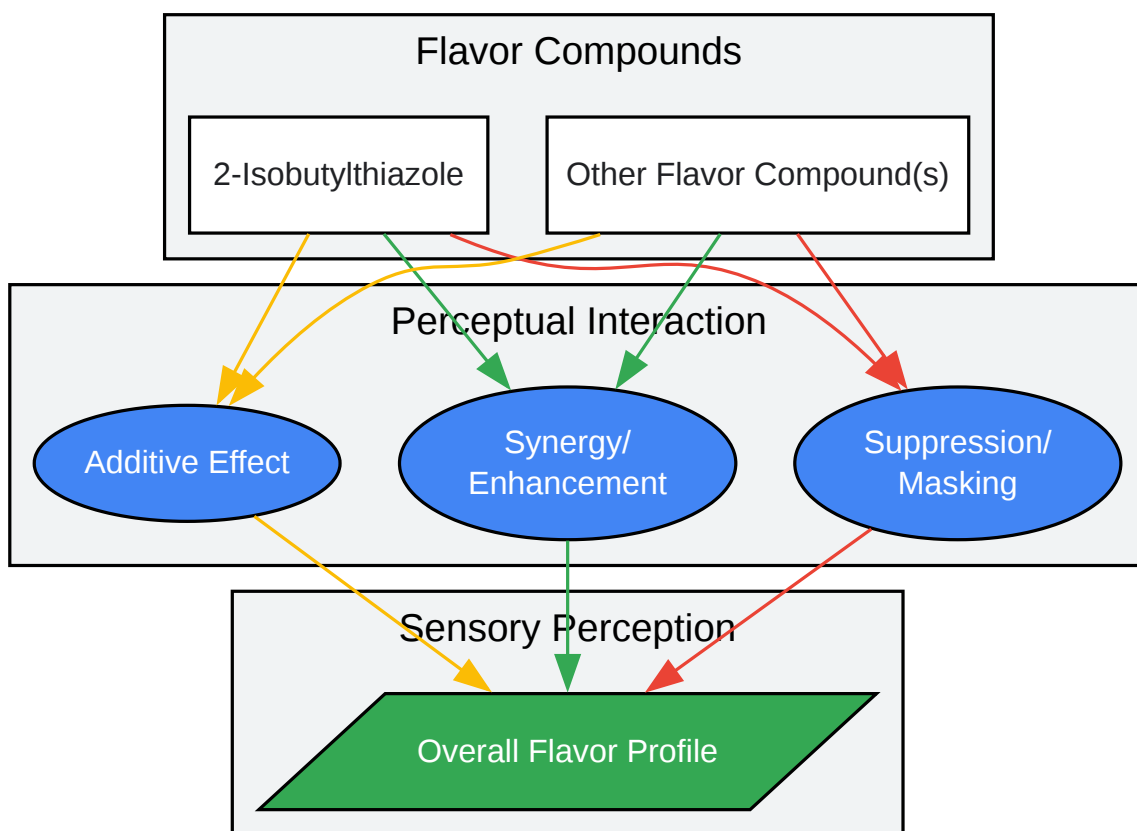 Flavor Compounds
2-Isobutylthiazole
Other Flavor Compound(s)
Perceptual Interaction
Additive Effect
Synergy/
Enhancement
Suppression/
Masking
Sensory Perception
Overall Flavor Profile